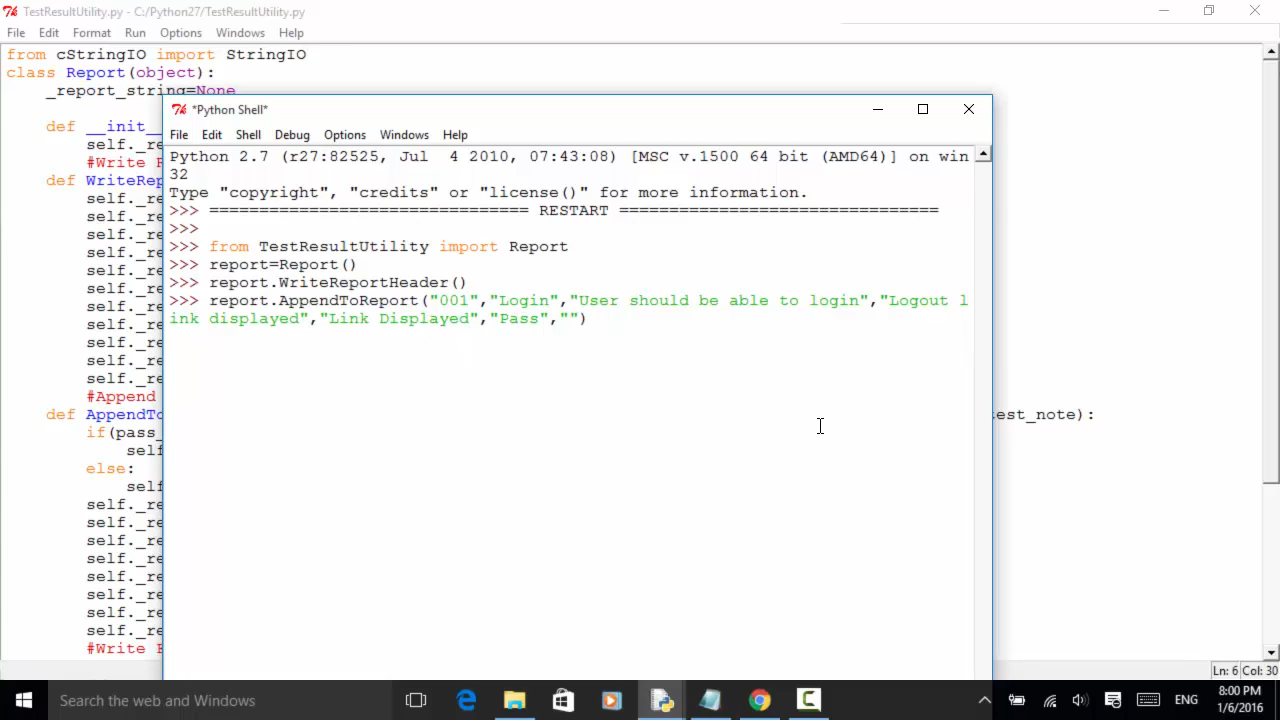 TestResultUtility.py - C:/Python27/TestResultUtility.py
File Edit Format Run Options Windows Help
from cStringIO import StringIO
class Report(object):
_report_string=None
def __init__
self._re
#Write R
def WriteRep
self._re
self._re
self._re
self._re
self._re
self._re
self._re
self._re
self._re
self._re
self._re
#Append
def AppendTo
est_note):
if(pass_
self
else:
self
self._re
self._re
self._re
self._re
self._re
self._re
self._re
self._re
#Write E
*Python Shell*
File Edit Shell Debug Options Windows Help
Python 2.7 (r27:82525, Jul  4 2010, 07:43:08) [MSC v.1500 64 bit (AMD64)] on win
32
Type "copyright", "credits" or "license()" for more information.
>>> ================================ RESTART ================================
>>>
>>> from TestResultUtility import Report
>>> report=Report()
>>> report.WriteReportHeader()
>>> report.AppendToReport("001","Login","User should be able to login","Logout l
ink displayed","Link Displayed","Pass","")
Ln: 6 Col: 30
Search the web and Windows
ENG
8:00 PM
1/6/2016